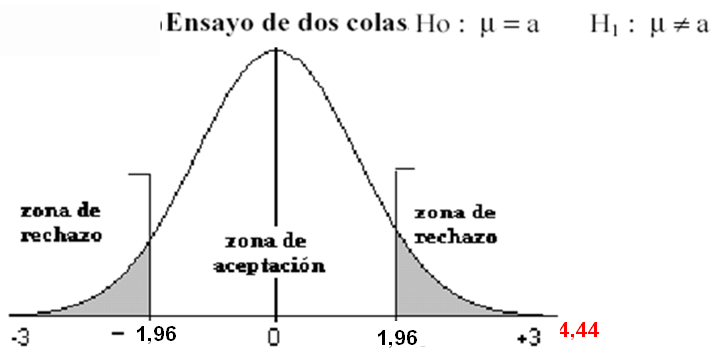 Ensayo de dos colas Ho : μ = a H₁ : μ ≠ a
zona de
rechazo
zona de
aceptación
zona de
rechazo
-3 − 1,96 0 1,96 +3 4,44